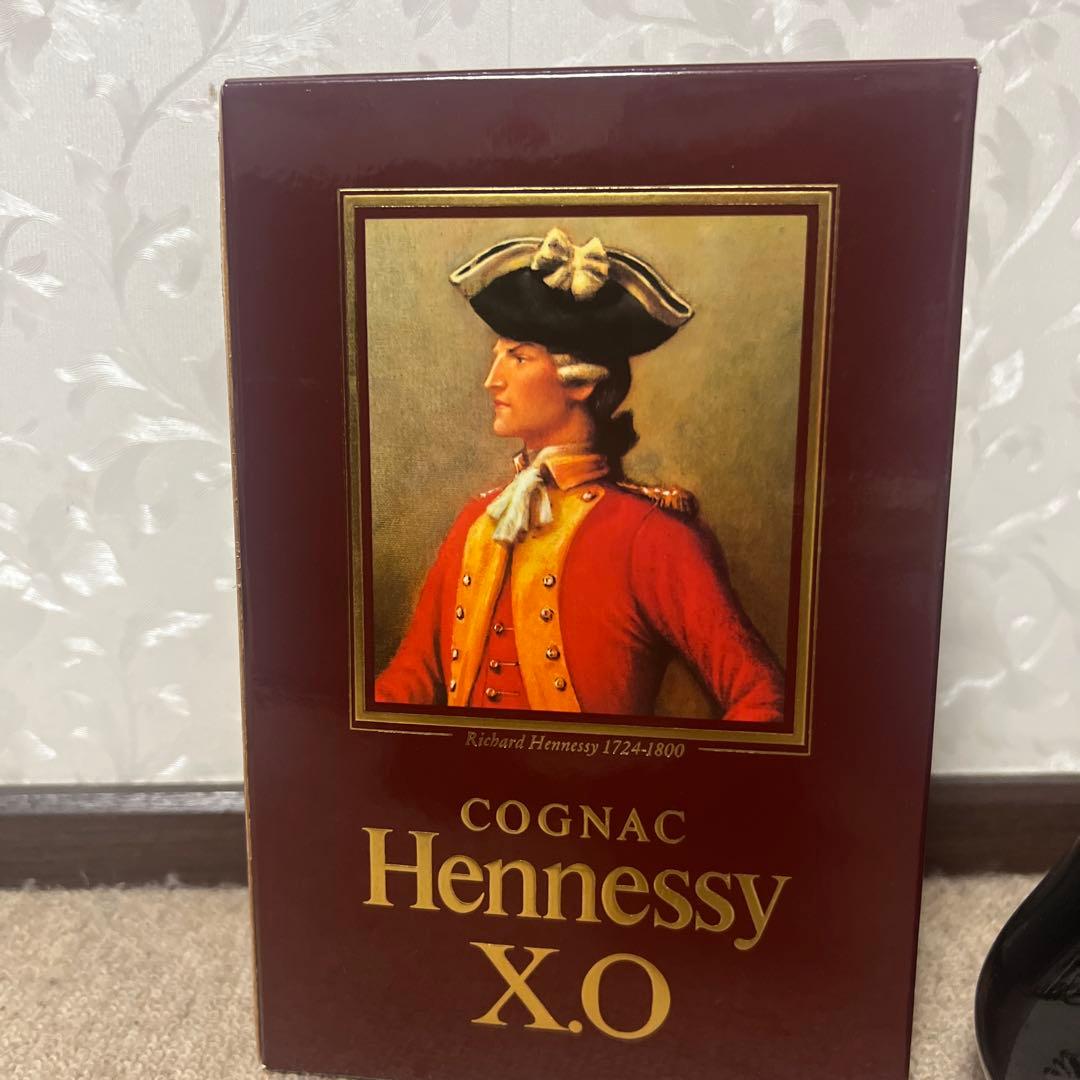 Richard Hennessy 1724-1800
COGNAC
Hennessy
X.O